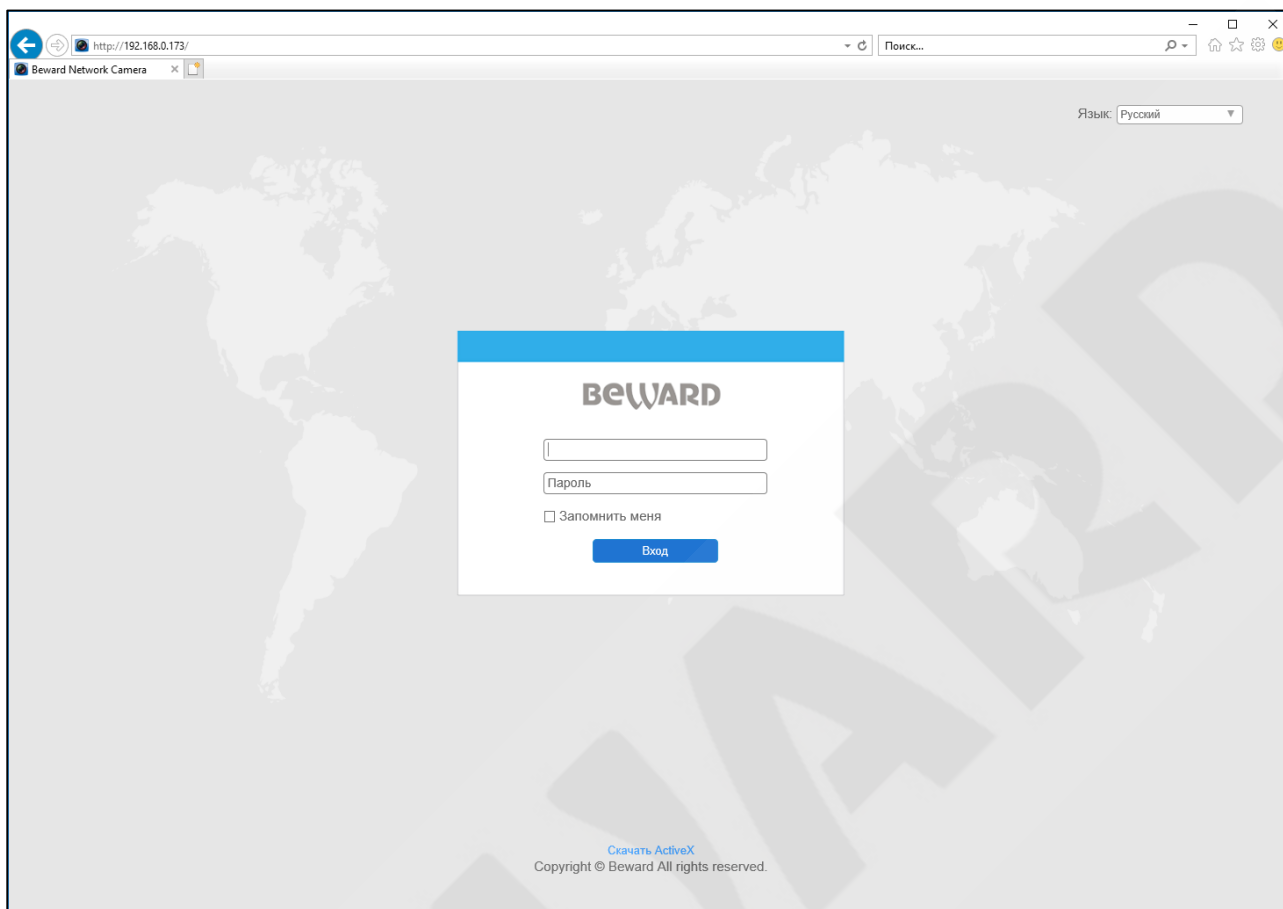 http://192.168.0.173/
Поиск...
Beward Network Camera
Язык: Русский
BEWARD
Пароль
Запомнить меня
Вход
Скачать ActiveX
Copyright © Beward All rights reserved.
WARD